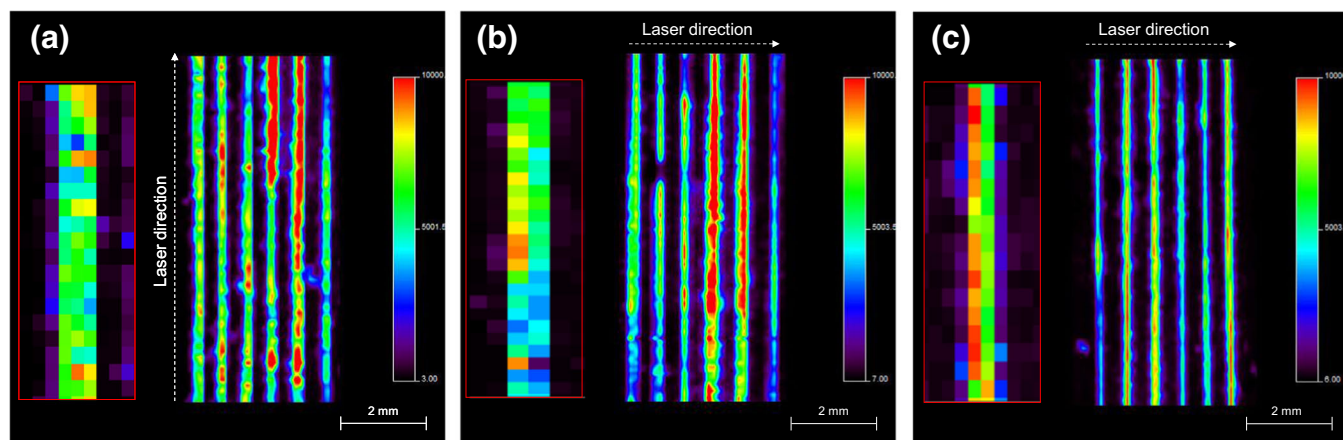 (a)
Laser direction
10000.
5001.5
3.00
2 mm
(b)
Laser direction
10000.
5003.5
7.00
2 mm
(c)
Laser direction
1000
5003
6.00
2 mm